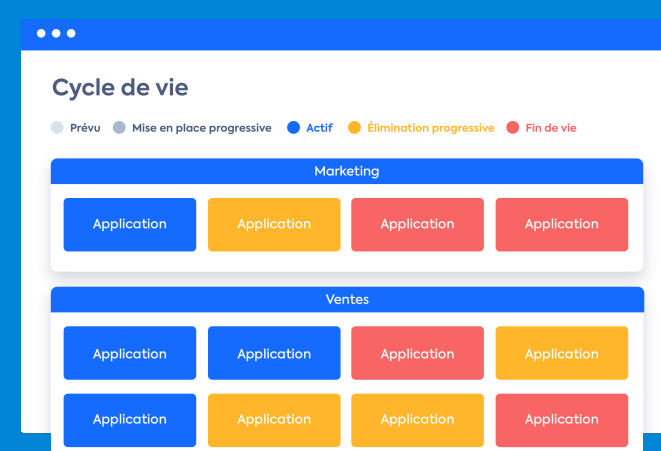 Cycle de vie
Prévu Mise en place progressive Actif Élimination progressive Fin de vie
Marketing
Application Application Application Application
Ventes
Application Application Application Application
Application Application Application Application